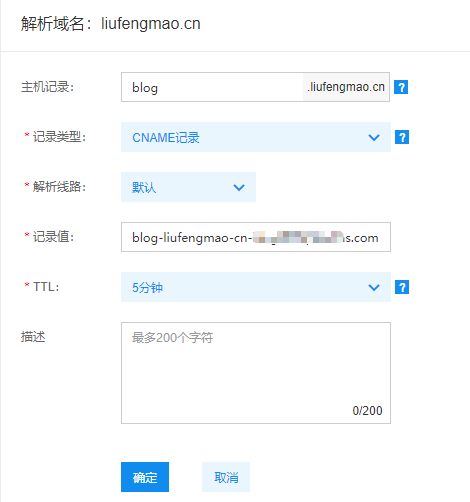 解析域名：liufengmao.cn
主机记录： blog .liufengmao.cn ?
* 记录类型： CNAME记录 ?
* 解析线路： 默认
* 记录值： blog-liufengmao-cn- s.com
* TTL： 5分钟 ?
描述 最多200个字符
0/200
确定 取消